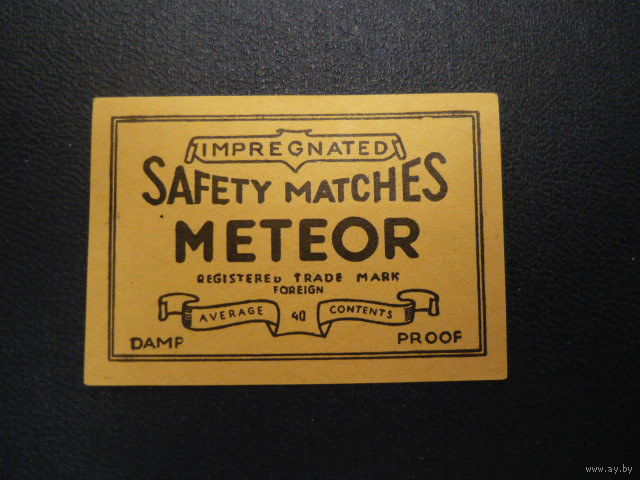 IMPREGNATED
SAFETY MATCHES
METEOR
REGISTERED TRADE MARK
FOREIGN
AVERAGE 40 CONTENTS
DAMP PROOF
www.ay.by